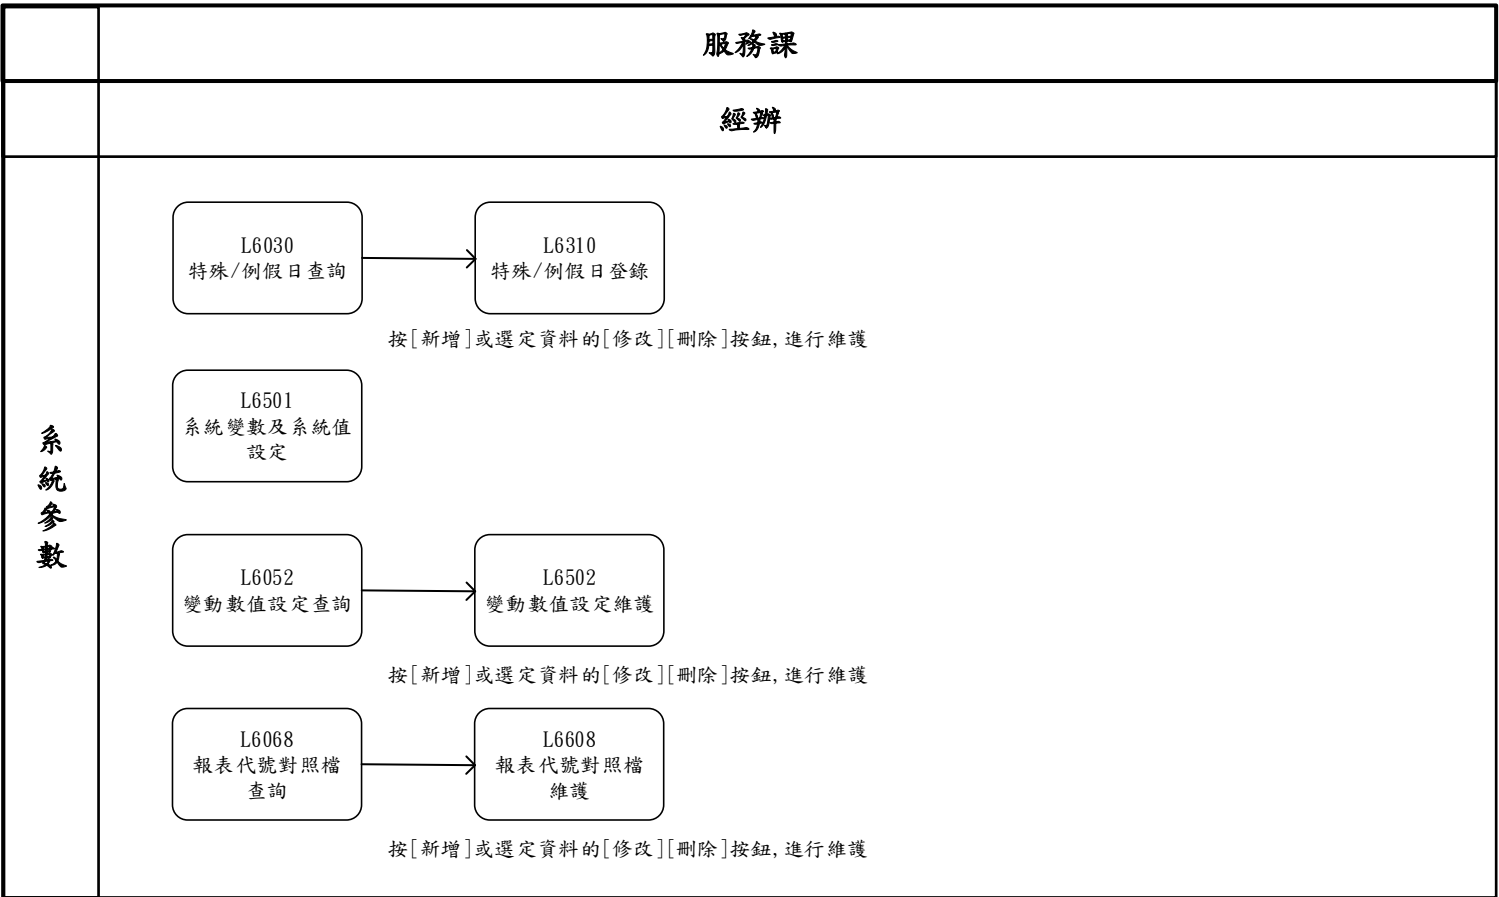 服務課
經辦
系統參數
L6030
特殊/例假日查詢
L6310
特殊/例假日登錄
按[新增]或選定資料的[修改][刪除]按鈕,進行維護
L6501
系統變數及系統值
設定
L6052
變動數值設定查詢
L6502
變動數值設定維護
按[新增]或選定資料的[修改][刪除]按鈕,進行維護
L6068
報表代號對照檔
查詢
L6608
報表代號對照檔
維護
按[新增]或選定資料的[修改][刪除]按鈕,進行維護